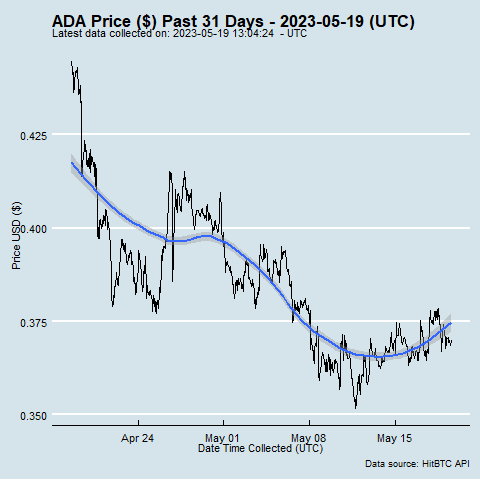 ADA Price ($) Past 31 Days - 2023-05-19 (UTC)
Latest data collected on: 2023-05-19 13:04:24 - UTC
0.425
0.400
0.375
0.350
Price USD ($)
Apr 24
May 01
May 08
May 15
Date Time Collected (UTC)
Data source: HitBTC API